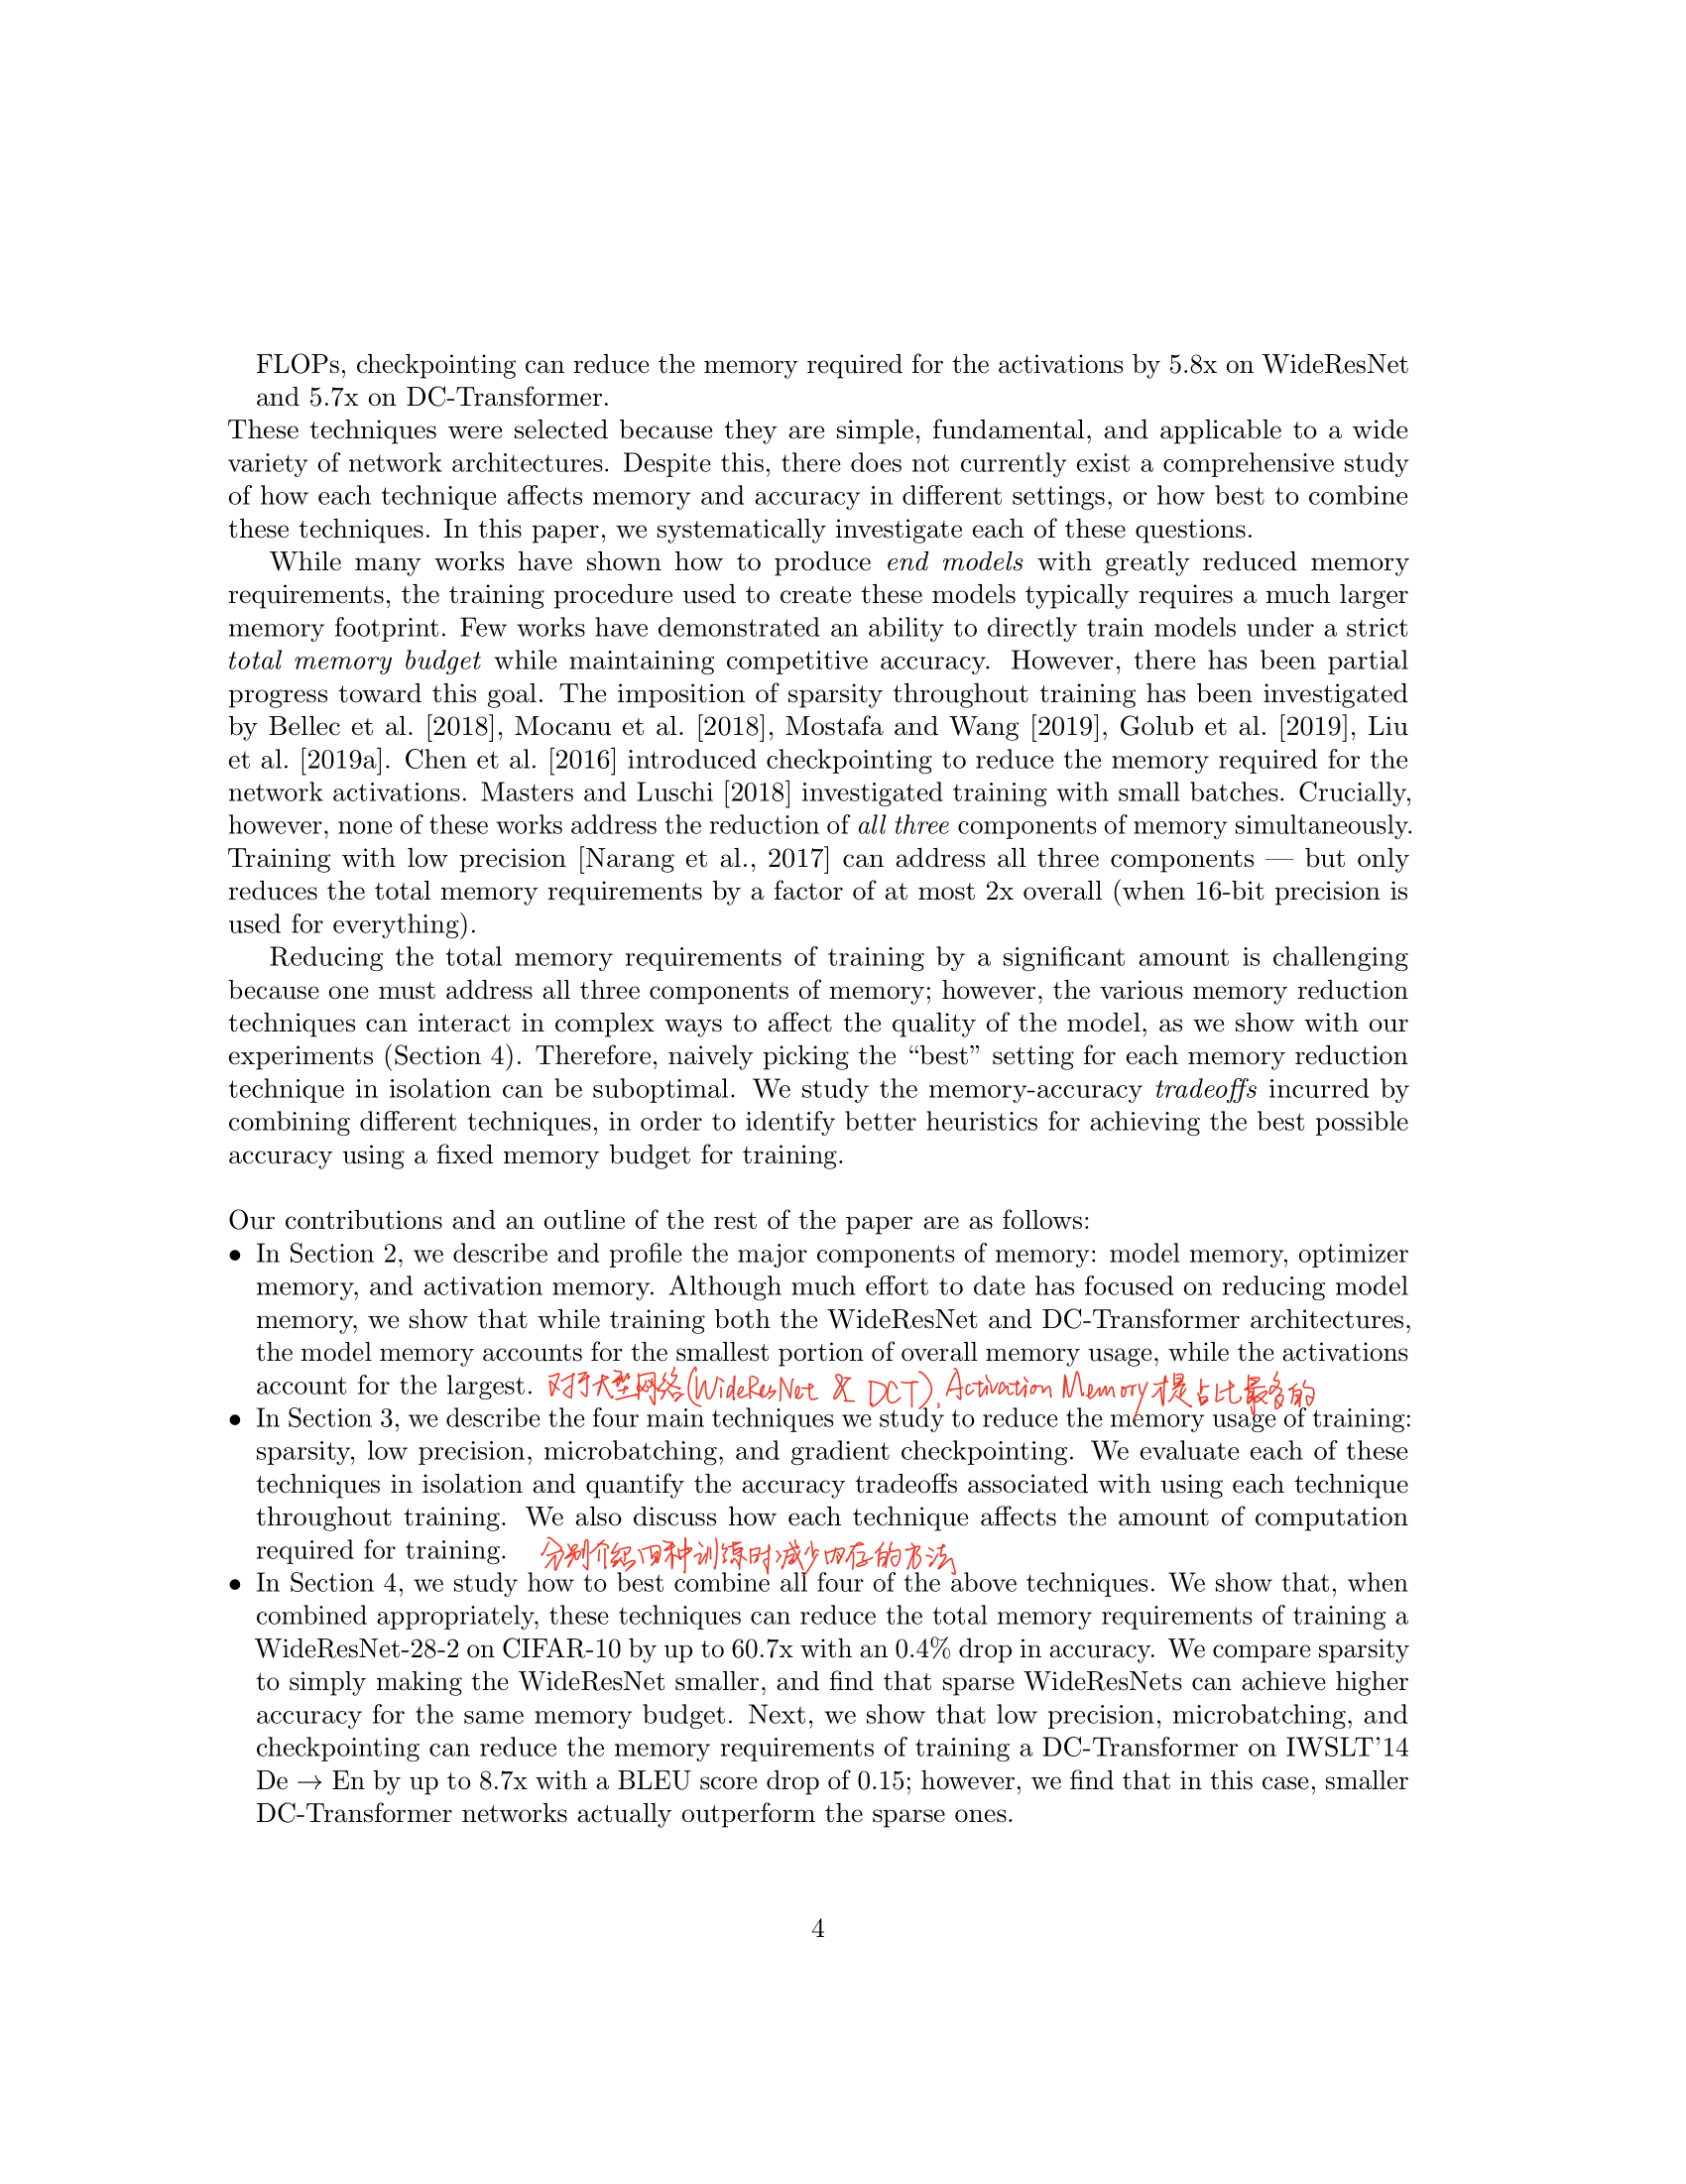 FLOPs, checkpointing can reduce the memory required for the activations by 5.8x on WideResNet
and 5.7x on DC-Transformer.
These techniques were selected because they are simple, fundamental, and applicable to a wide
variety of network architectures. Despite this, there does not currently exist a comprehensive study
of how each technique affects memory and accuracy in different settings, or how best to combine
these techniques. In this paper, we systematically investigate each of these questions.
While many works have shown how to produce end models with greatly reduced memory
requirements, the training procedure used to create these models typically requires a much larger
memory footprint. Few works have demonstrated an ability to directly train models under a strict
total memory budget while maintaining competitive accuracy. However, there has been partial
progress toward this goal. The imposition of sparsity throughout training has been investigated
by Bellec et al. [2018], Mocanu et al. [2018], Mostafa and Wang [2019], Golub et al. [2019], Liu
et al. [2019a]. Chen et al. [2016] introduced checkpointing to reduce the memory required for the
network activations. Masters and Luschi [2018] investigated training with small batches. Crucially,
however, none of these works address the reduction of all three components of memory simultaneously.
Training with low precision [Narang et al., 2017] can address all three components — but only
reduces the total memory requirements by a factor of at most 2x overall (when 16-bit precision is
used for everything).
Reducing the total memory requirements of training by a significant amount is challenging
because one must address all three components of memory; however, the various memory reduction
techniques can interact in complex ways to affect the quality of the model, as we show with our
experiments (Section 4). Therefore, naively picking the “best” setting for each memory reduction
technique in isolation can be suboptimal. We study the memory-accuracy tradeoffs incurred by
combining different techniques, in order to identify better heuristics for achieving the best possible
accuracy using a fixed memory budget for training.
Our contributions and an outline of the rest of the paper are as follows:
• In Section 2, we describe and profile the major components of memory: model memory, optimizer
memory, and activation memory. Although much effort to date has focused on reducing model
memory, we show that while training both the WideResNet and DC-Transformer architectures,
the model memory accounts for the smallest portion of overall memory usage, while the activations
account for the largest. 对于大型网络(WideResNet & DCT), Activation Memory才是占比最多的
• In Section 3, we describe the four main techniques we study to reduce the memory usage of training:
sparsity, low precision, microbatching, and gradient checkpointing. We evaluate each of these
techniques in isolation and quantify the accuracy tradeoffs associated with using each technique
throughout training. We also discuss how each technique affects the amount of computation
required for training. 分别介绍四种训练时减少内存的方法
• In Section 4, we study how to best combine all four of the above techniques. We show that, when
combined appropriately, these techniques can reduce the total memory requirements of training a
WideResNet-28-2 on CIFAR-10 by up to 60.7x with an 0.4% drop in accuracy. We compare sparsity
to simply making the WideResNet smaller, and find that sparse WideResNets can achieve higher
accuracy for the same memory budget. Next, we show that low precision, microbatching, and
checkpointing can reduce the memory requirements of training a DC-Transformer on IWSLT’14
De → En by up to 8.7x with a BLEU score drop of 0.15; however, we find that in this case, smaller
DC-Transformer networks actually outperform the sparse ones.
4